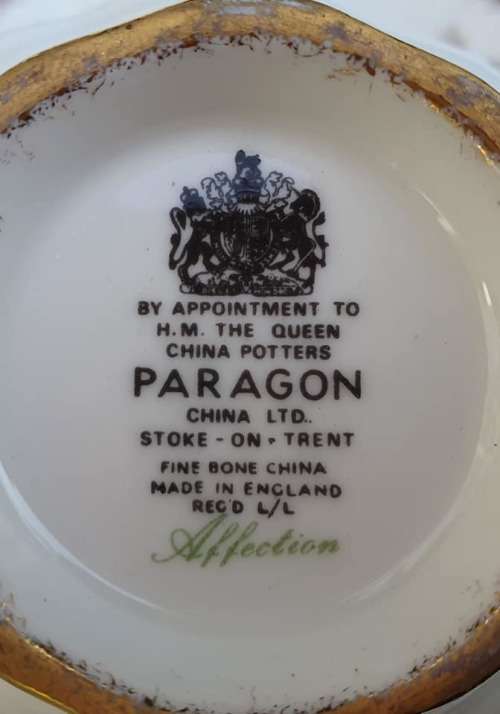 BY APPOINTMENT TO
H.M. THE QUEEN
CHINA POTTERS
PARAGON
CHINA LTD..
STOKE-ON-TRENT
FINE BONE CHINA
MADE IN ENGLAND
REG'D L/L
Affection